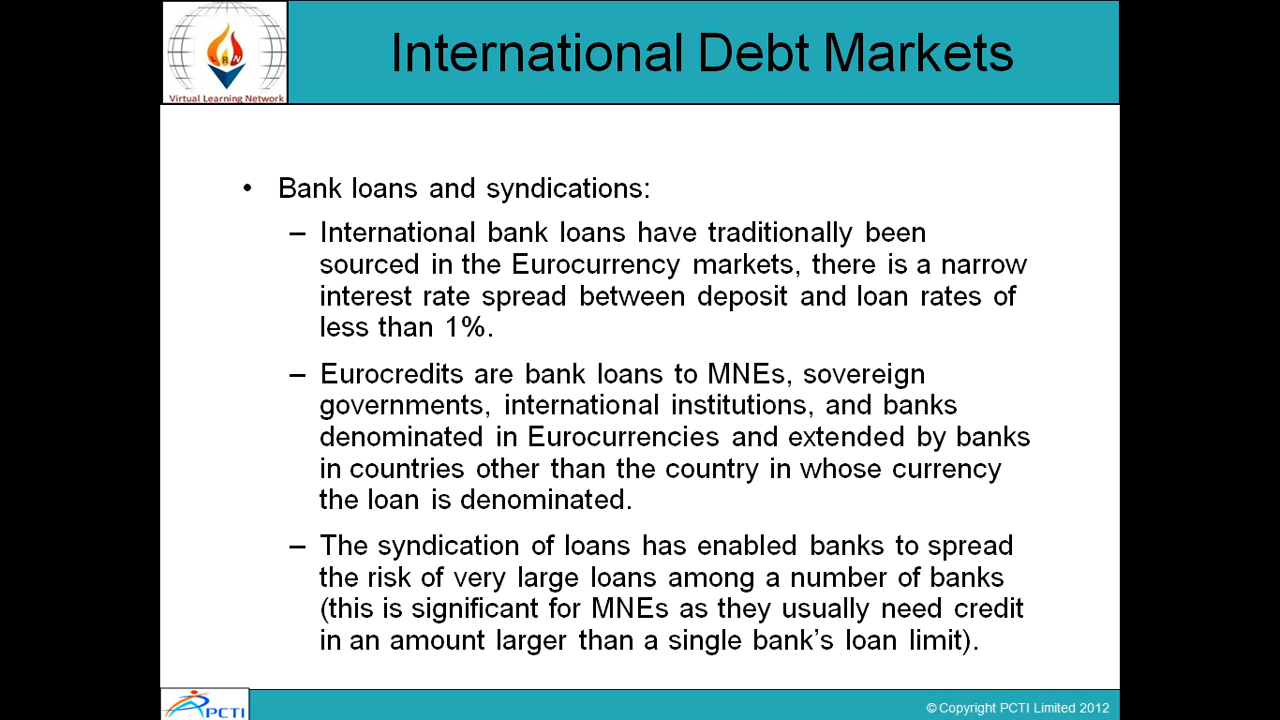 International Debt Markets
LRN
Virtual Learning Network
• Bank loans and syndications:
– International bank loans have traditionally been
sourced in the Eurocurrency markets, there is a narrow
interest rate spread between deposit and loan rates of
less than 1%.
– Eurocredits are bank loans to MNEs, sovereign
governments, international institutions, and banks
denominated in Eurocurrencies and extended by banks
in countries other than the country in whose currency
the loan is denominated.
– The syndication of loans has enabled banks to spread
the risk of very large loans among a number of banks
(this is significant for MNEs as they usually need credit
in an amount larger than a single bank’s loan limit).
PCTI
© Copyright PCTI Limited 2012